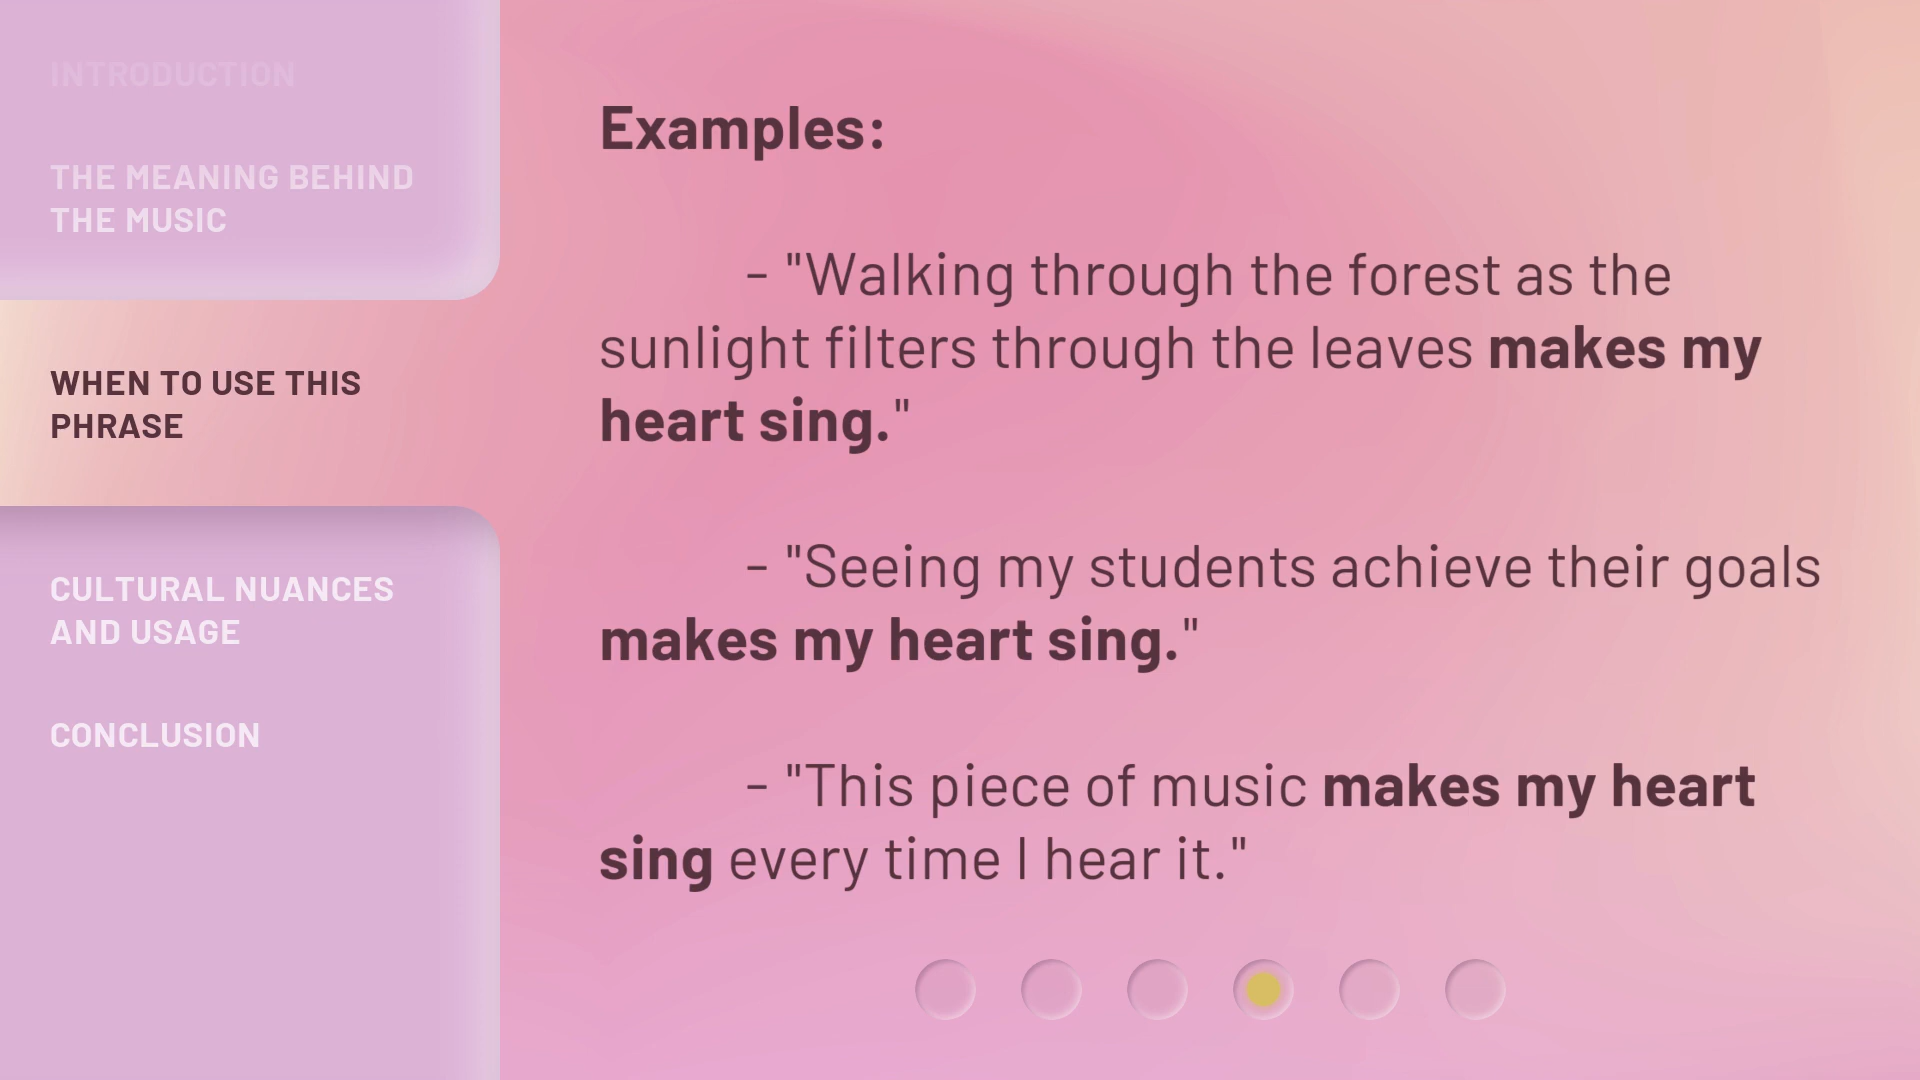 INTRODUCTION
THE MEANING BEHIND
THE MUSIC
WHEN TO USE THIS
PHRASE
CULTURAL NUANCES
AND USAGE
CONCLUSION
Examples:
- "Walking through the forest as the
sunlight filters through the leaves makes my
heart sing."
- "Seeing my students achieve their goals
makes my heart sing."
- "This piece of music makes my heart
sing every time I hear it."